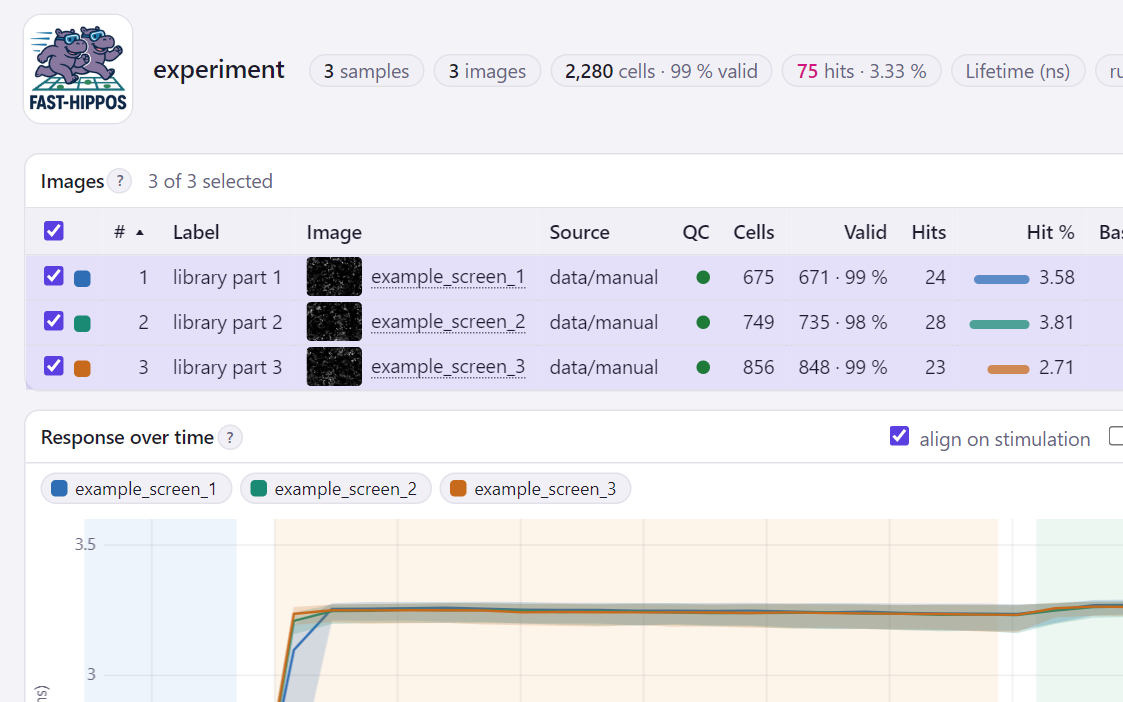 FAST-HIPPOS
experiment
3 samples
3 images
2,280 cells · 99 % valid
75 hits · 3.33 %
Lifetime (ns)
Images ? 3 of 3 selected
# Label Image Source QC Cells Valid Hits Hit %
1 library part 1 example_screen_1 data/manual 675 671 · 99 % 24 3.58
2 library part 2 example_screen_2 data/manual 749 735 · 98 % 28 3.81
3 library part 3 example_screen_3 data/manual 856 848 · 99 % 23 2.71
Response over time ? align on stimulation
example_screen_1 example_screen_2 example_screen_3
3.5
3